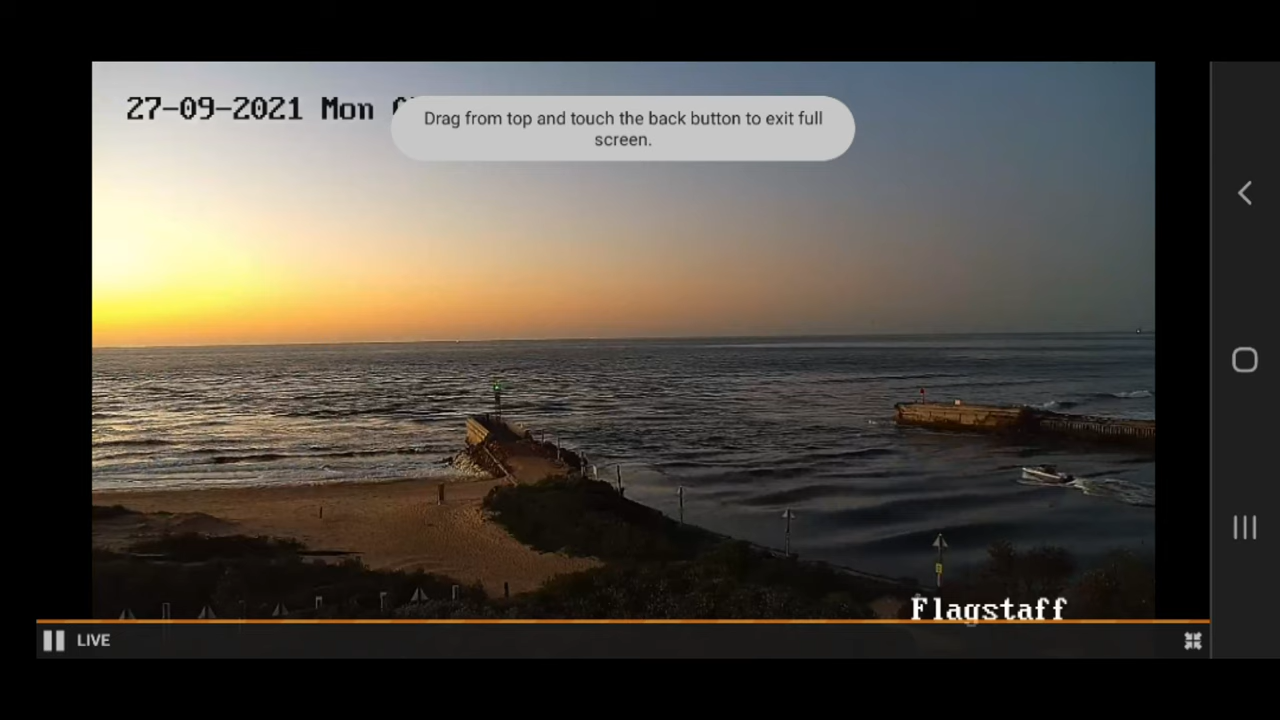 27-09-2021 Mon
Drag from top and touch the back button to exit full
screen.
Flagstaff
LIVE